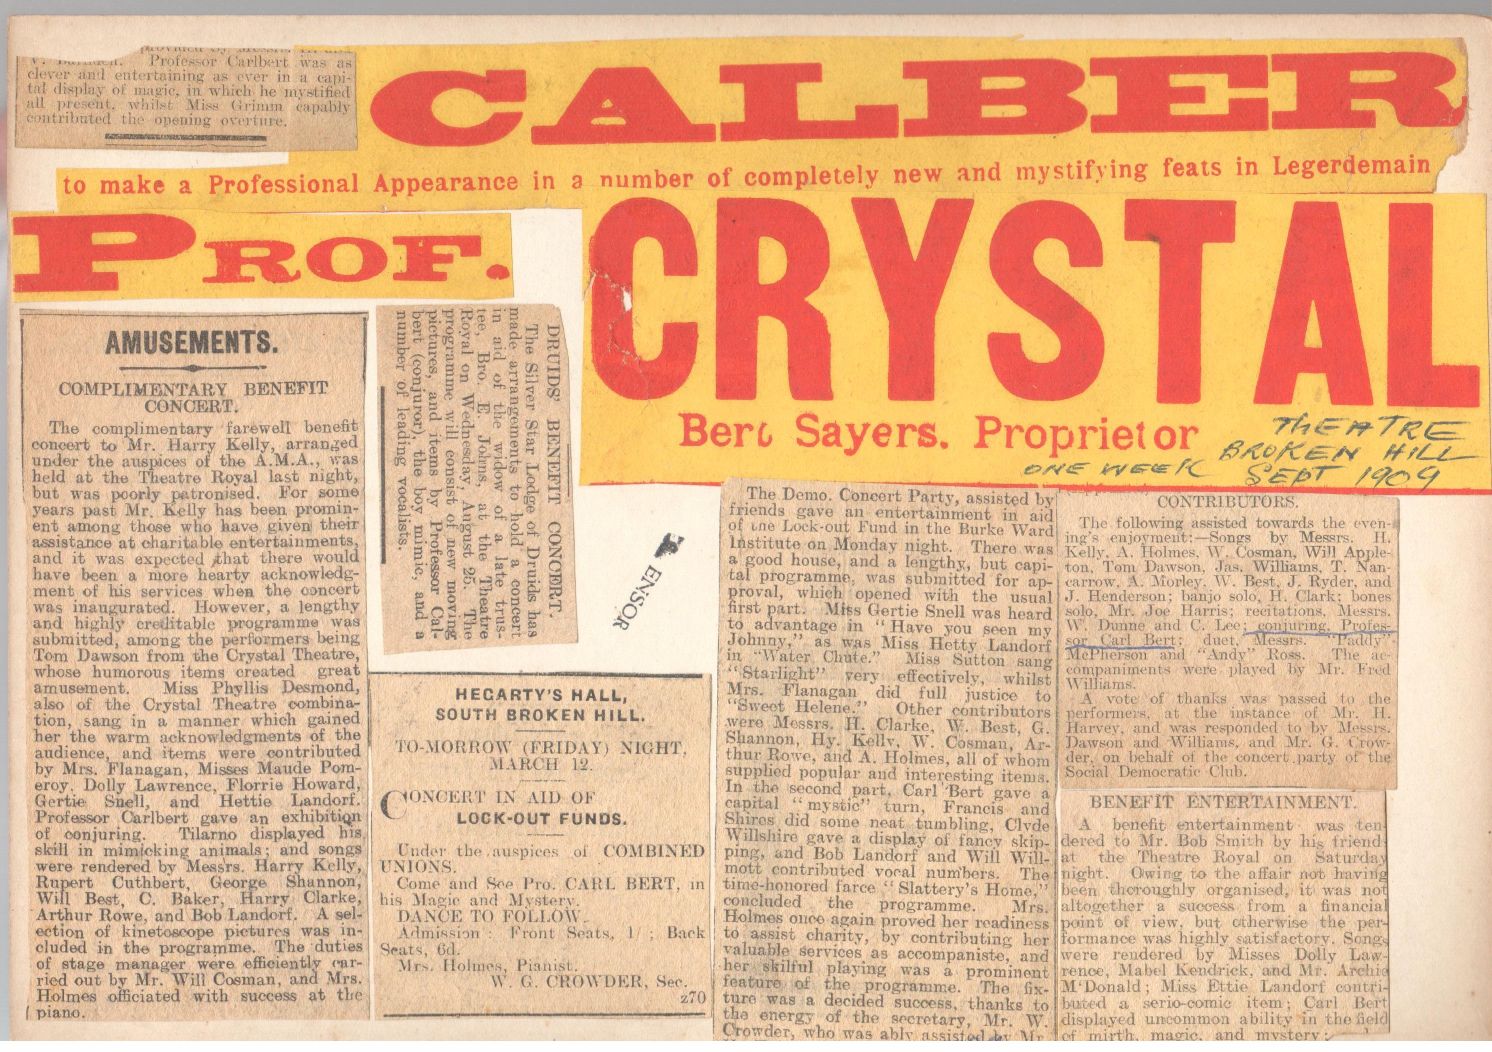 provided by Messrs.
Professor Carlbert was as
clever and entertaining as ever in a capi-
tal display of magic, in which he mystified
all present, whilst Miss Grimm capably
contributed the opening overture.
CALBER
to make a Professional Appearance in a number of completely new and mystifying feats in Legerdemain
PROF.
CRYSTAL
Bert Sayers. Proprietor
THEATRE
BROKEN HILL
ONE WEEK SEPT 1909
AMUSEMENTS.
COMPLIMENTARY BENEFIT
CONCERT.
The complimentary farewell benefit
concert to Mr. Harry Kelly, arranged
under the auspices of the A.M.A., was
held at the Theatre Royal last night,
but was poorly patronised. For some
years past Mr. Kelly has been promin-
ent among those who have given their
assistance at charitable entertainments,
and it was expected that there would
have been a more hearty acknowledg-
ment of his services when the concert
was inaugurated. However, a lengthy
and highly creditable programme was
submitted, among the performers being
Tom Dawson from the Crystal Theatre,
whose humorous items created great
amusement. Miss Phyllis Desmond,
also of the Crystal Theatre combina-
tion, sang in a manner which gained
her the warm acknowledgments of the
audience, and items were contributed
by Mrs. Flanagan, Misses Maude Pom-
eroy, Dolly Lawrence, Florrie Howard,
Gertie Snell, and Hettie Landorf.
Professor Carlbert gave an exhibition
of conjuring. Tilarno displayed his
skill in mimicking animals; and songs
were rendered by Messrs. Harry Kelly,
Rupert Cuthbert, George Shannon,
Will Best, C. Baker, Harry Clarke,
Arthur Rowe, and Bob Landorf. A sel-
ection of kinetoscope pictures was in-
cluded in the programme. The duties
of stage manager were efficiently car-
ried out by Mr. Will Cosman, and Mrs.
Holmes officiated with success at the
piano.
DRUIDS' BENEFIT CONCERT.
The Silver Star Lodge of Druids has
made arrangements to hold a concert
in aid of the widow of a late trus-
tee, Bro. E. Johns, at the Theatre
Royal on Wednesday, August 25. The
programme will consist of new moving
pictures, and items by Professor Cal-
bert (conjuror), the boy mimic, and a
number of leading vocalists.
ENSOR
HEGARTY'S HALL,
SOUTH BROKEN HILL.
TO-MORROW (FRIDAY) NIGHT,
MARCH 12.
CONCERT IN AID OF
LOCK-OUT FUNDS.
Under the auspices of COMBINED
UNIONS.
Come and See Pro. CARL BERT, in
his Magic and Mystery.
DANCE TO FOLLOW.
Admission: Front Seats, 1/; Back
Seats, 6d.
Mrs. Holmes, Pianist.
W. G. CROWDER, Sec.
z70
The Demo. Concert Party, assisted by
friends gave an entertainment in aid
of the Lock-out Fund in the Burke Ward
Institute on Monday night. There was
a good house, and a lengthy, but capi-
tal programme, was submitted for ap-
proval, which opened with the usual
first part. Miss Gertie Snell was heard
to advantage in "Have you seen my
Johnny," as was Miss Hetty Landorf
in "Water Chute." Miss Sutton sang
"Starlight" very effectively, whilst
Mrs. Flanagan did full justice to
"Sweet Helene." Other contributors
were Messrs. H. Clarke, W. Best, G.
Shannon, Hy. Kelly, W. Cosman, Ar-
thur Rowe, and A. Holmes, all of whom
supplied popular and interesting items.
In the second part, Carl Bert gave a
capital "mystic" turn, Francis and
Shires did some neat tumbling, Clyde
Willshire gave a display of fancy skip-
ping, and Bob Landorf and Will Will-
mott contributed vocal numbers. The
time-honored farce "Slattery's Home,"
concluded the programme. Mrs.
Holmes once again proved her readiness
to assist charity, by contributing her
valuable services as accompaniste, and
her skilful playing was a prominent
feature of the programme. The fix-
ture was a decided success, thanks to
the energy of the secretary, Mr. W.
Crowder, who was ably assisted by Mr.
CONTRIBUTORS.
The following assisted towards the even-
ing's enjoyment:—Songs by Messrs. H.
Kelly, A. Holmes, W. Cosman, Will Apple-
ton, Tom Dawson, Jas. Williams, T. Nan-
carrow, A. Morley, W. Best, J. Ryder, and
J. Henderson; banjo solo, H. Clark; bones
solo, Mr. Joe Harris; recitations, Messrs.
W. Dunne and C. Lee; conjuring, Profes-
sor Carl Bert; duet, Messrs. "Paddy"
McPherson and "Andy" Ross. The ac-
companiments were played by Mr. Fred
Williams.
A vote of thanks was passed to the
performers, at the instance of Mr. H.
Harvey, and was responded to by Messrs.
Dawson and Williams, and Mr. G. Crow-
der, on behalf of the concert party of the
Social Democratic Club.
BENEFIT ENTERTAINMENT.
A benefit entertainment was ten-
dered to Mr. Bob Smith by his friend
at the Theatre Royal on Saturday
night. Owing to the affair not having
been thoroughly organised, it was not
altogether a success from a financial
point of view, but otherwise the per-
formance was highly satisfactory. Songs
were rendered by Misses Dolly Law-
rence, Mabel Kendrick, and Mr. Archie
M'Donald; Miss Ettie Landorf contri-
buted a serio-comic item; Carl Bert
displayed uncommon ability in the field
of mirth, magic, and mystery;